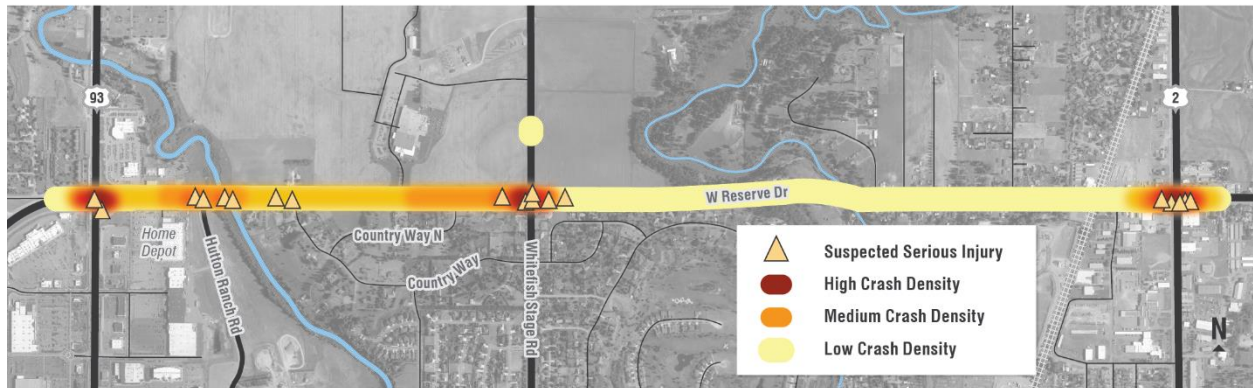 93
2
W Reserve Dr
Home
Depot
Hutton Ranch Rd
Country Way N
Country Way
Whitefish Stage Rd
Suspected Serious Injury
High Crash Density
Medium Crash Density
Low Crash Density
N